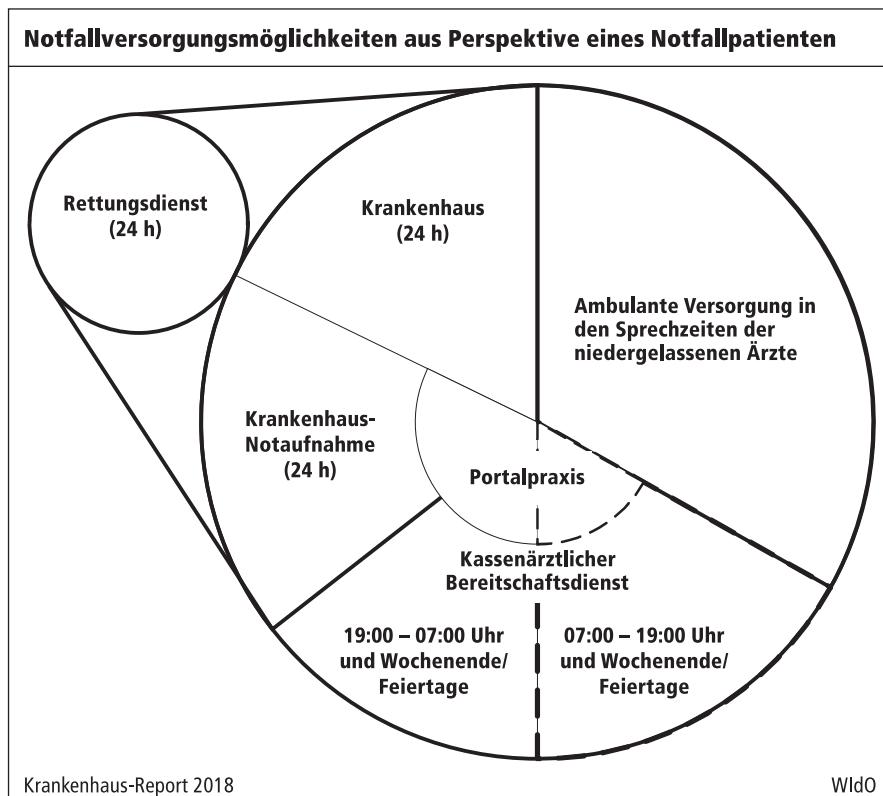 Notfallversorgungsmöglichkeiten aus Perspektive eines Notfallpatienten
Rettungsdienst
(24 h)
Krankenhaus
(24 h)
Ambulante Versorgung in
den Sprechzeiten der
niedergelassenen Ärzte
Krankenhaus-
Notaufnahme
(24 h)
Portalpraxis
Kassenärztlicher
Bereitschaftsdienst
19:00 – 07:00 Uhr
und Wochenende/
Feiertage
07:00 – 19:00 Uhr
und Wochenende/
Feiertage
Krankenhaus-Report 2018
WIdO